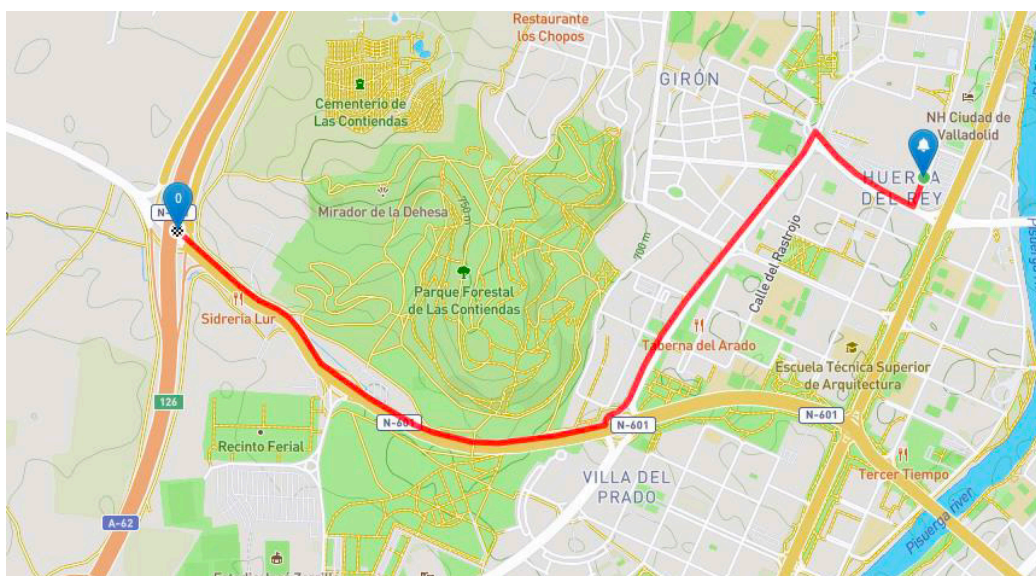 Restaurante
los Chopos
GIRÓN
Cementerio de
Las Contiendas
NH Ciudad de
Valladolid
0
HUERTA
DEL REY
Mirador de la Dehesa
750 m
700 m
Calle del Rastrojo
Parque Forestal
de Las Contiendas
Sidrería Lur
Taberna del Arado
Escuela Técnica Superior
de Arquitectura
126
N-601
N-601
N-601
Recinto Ferial
VILLA DEL
PRADO
Tercer Tiempo
A-62
Pisuerga river